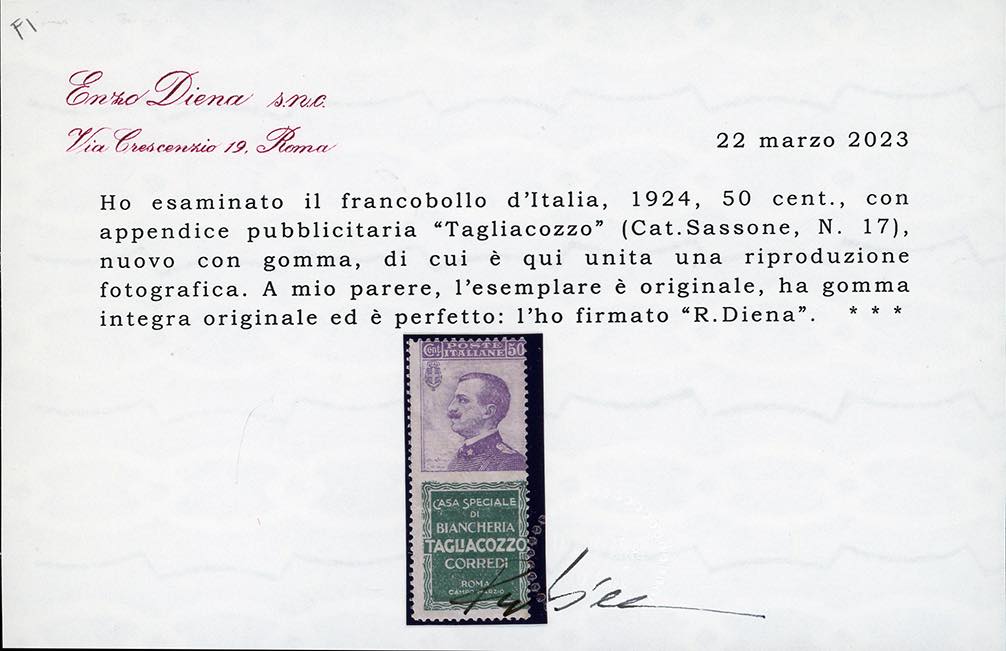 F1
Enzo Diena s.n.c.
Via Crescenzio 19, Roma
22 marzo 2023
Ho esaminato il francobollo d'Italia, 1924, 50 cent., con
appendice pubblicitaria “Tagliacozzo” (Cat.Sassone, N. 17),
nuovo con gomma, di cui è qui unita una riproduzione
fotografica. A mio parere, l'esemplare è originale, ha gomma
integra originale ed è perfetto: l'ho firmato “R.Diena”. * * *
Cent. POSTE 50
ITALIANE
CASA SPECIALE
DI
BIANCHERIA
TAGLIACOZZO
CORREDI
ROMA
CAMPO MARZIO